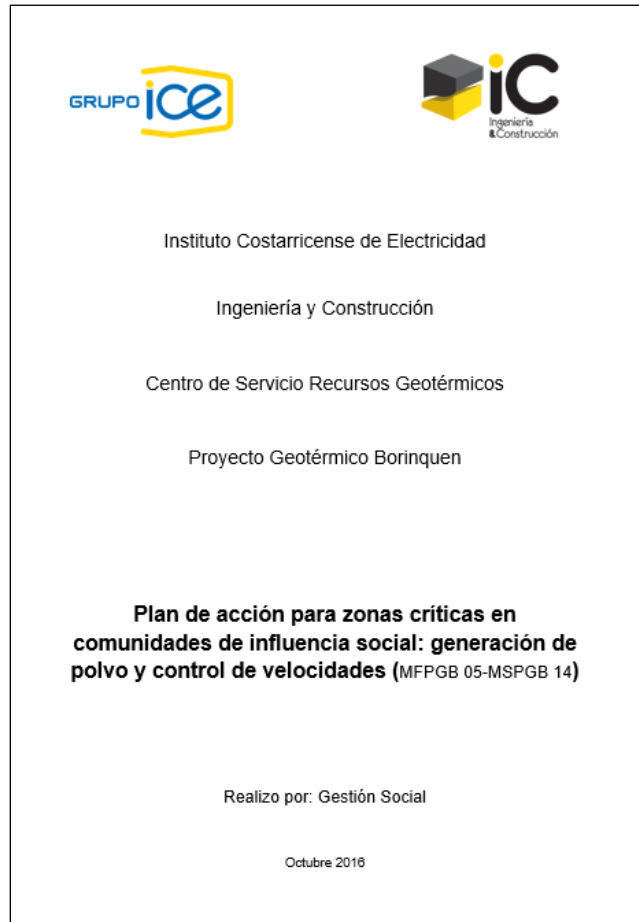 GRUPO ice
iC
Ingeniería
&Construcción
Instituto Costarricense de Electricidad
Ingeniería y Construcción
Centro de Servicio Recursos Geotérmicos
Proyecto Geotérmico Borinquen
Plan de acción para zonas críticas en
comunidades de influencia social: generación de
polvo y control de velocidades (MFPGB 05-MSPGB 14)
Realizo por: Gestión Social
Octubre 2016